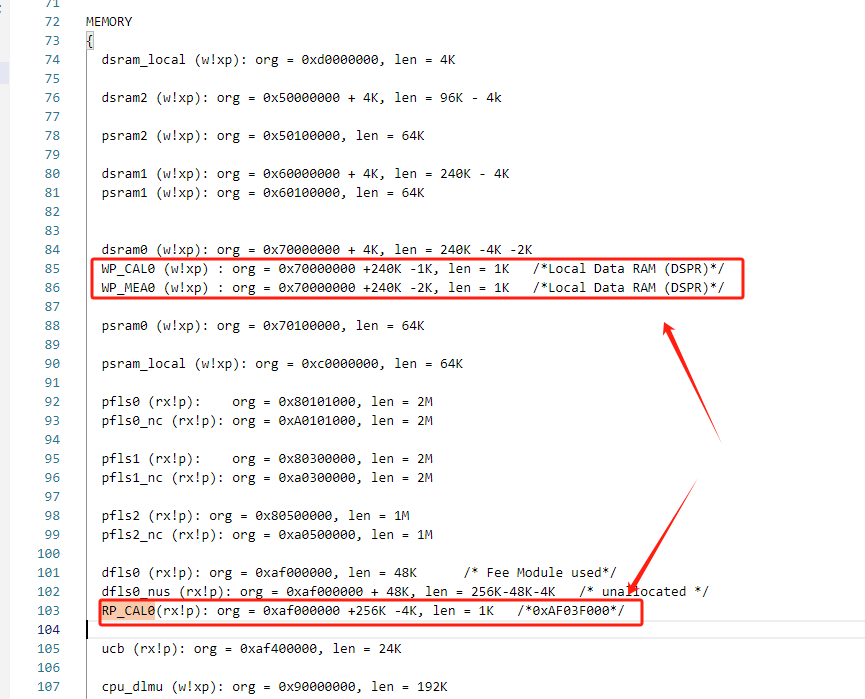 71
72 MEMORY
73 {
74 dsram_local (w!xp): org = 0xd0000000, len = 4K
75
76 dsram2 (w!xp): org = 0x50000000 + 4K, len = 96K - 4k
77
78 psram2 (w!xp): org = 0x50100000, len = 64K
79
80 dsram1 (w!xp): org = 0x60000000 + 4K, len = 240K - 4K
81 psram1 (w!xp): org = 0x60100000, len = 64K
82
83
84 dsram0 (w!xp): org = 0x70000000 + 4K, len = 240K -4K -2K
85 WP_CAL0 (w!xp) : org = 0x70000000 +240K -1K, len = 1K /*Local Data RAM (DSPR)*/
86 WP_MEA0 (w!xp) : org = 0x70000000 +240K -2K, len = 1K /*Local Data RAM (DSPR)*/
87
88 psram0 (w!xp): org = 0x70100000, len = 64K
89
90 psram_local (w!xp): org = 0xc0000000, len = 64K
91
92 pfls0 (rx!p): org = 0x80101000, len = 2M
93 pfls0_nc (rx!p): org = 0xA0101000, len = 2M
94
95 pfls1 (rx!p): org = 0x80300000, len = 2M
96 pfls1_nc (rx!p): org = 0xa0300000, len = 2M
97
98 pfls2 (rx!p): org = 0x80500000, len = 1M
99 pfls2_nc (rx!p): org = 0xa0500000, len = 1M
100
101 dfls0 (rx!p): org = 0xaf000000, len = 48K /* Fee Module used*/
102 dfls0_nus (rx!p): org = 0xaf000000 + 48K, len = 256K-48K-4K /* unallocated */
103 RP_CAL0(rx!p): org = 0xaf000000 +256K -4K, len = 1K /*0xAF03F000*/
104
105 ucb (rx!p): org = 0xaf400000, len = 24K
106
107 cpu_dlmu (w!xp): org = 0x90000000, len = 192K